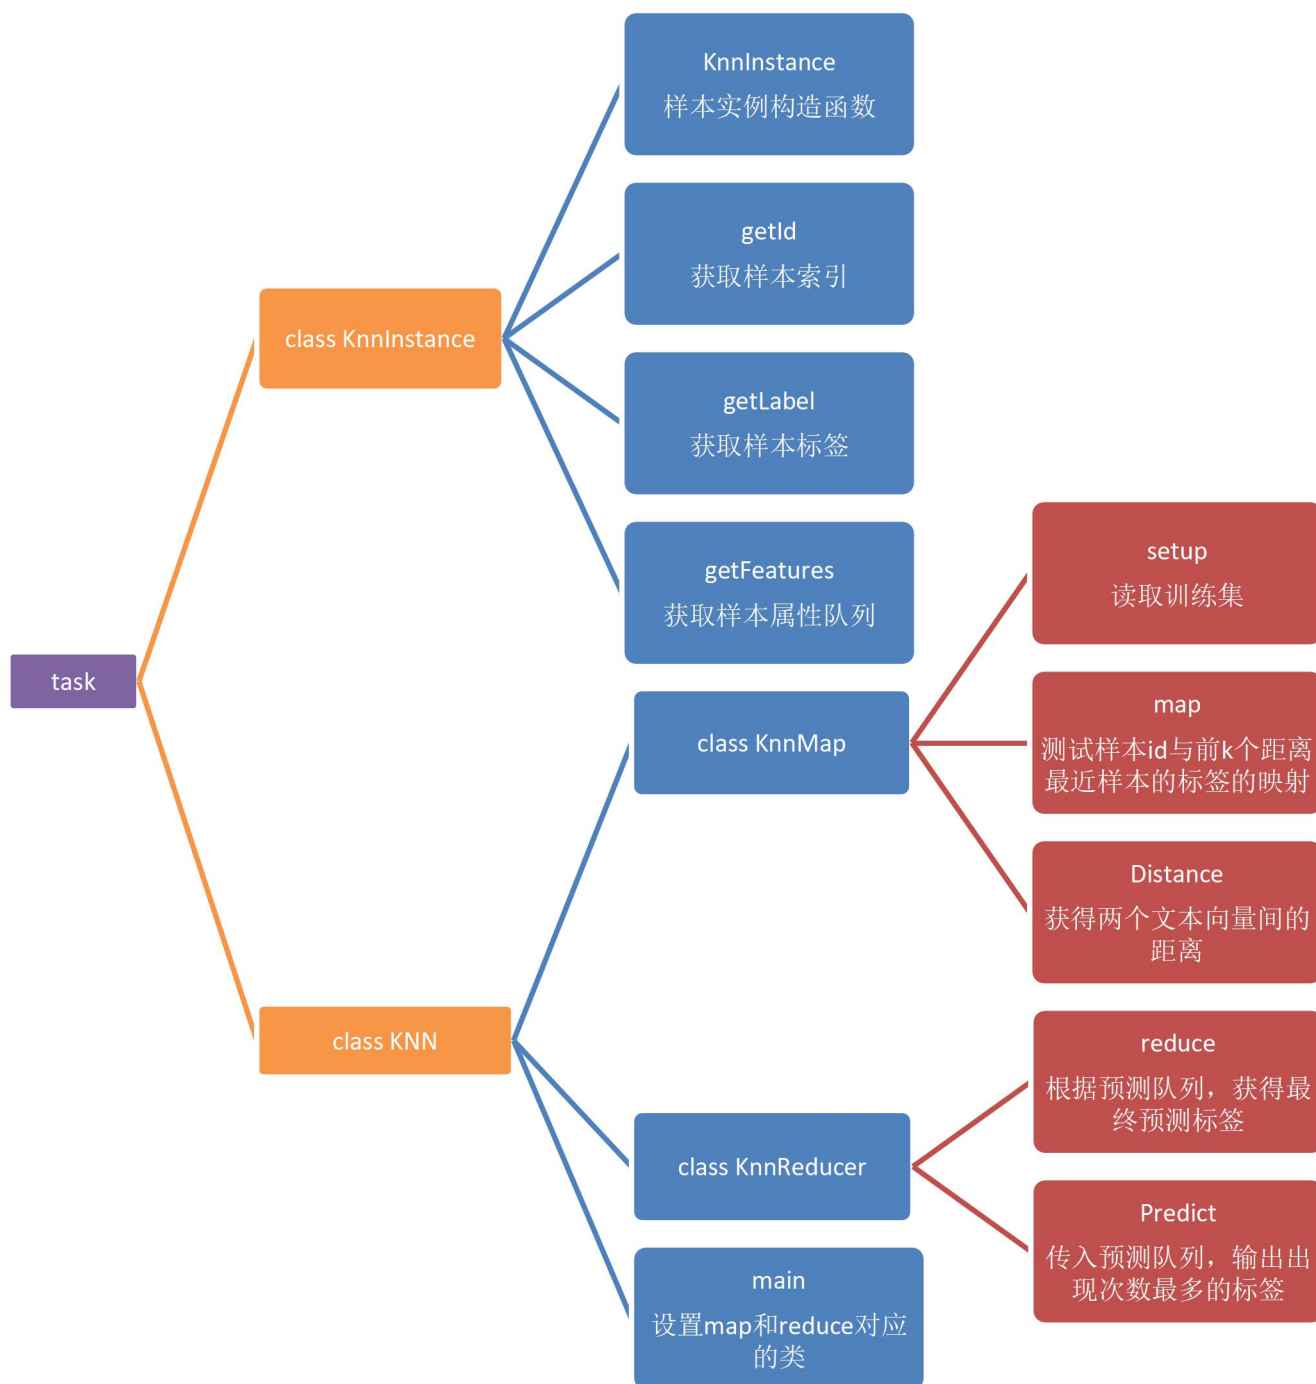 KnnInstance
样本实例构造函数
getId
获取样本索引
class KnnInstance
getLabel
获取样本标签
getFeatures
获取样本属性队列
setup
读取训练集
task
class KnnMap
map
测试样本id与前k个距离
最近样本的标签的映射
Distance
获得两个文本向量间的
距离
class KNN
reduce
根据预测队列，获得最
终预测标签
class KnnReducer
Predict
传入预测队列，输出出
现次数最多的标签
main
设置map和reduce对应
的类